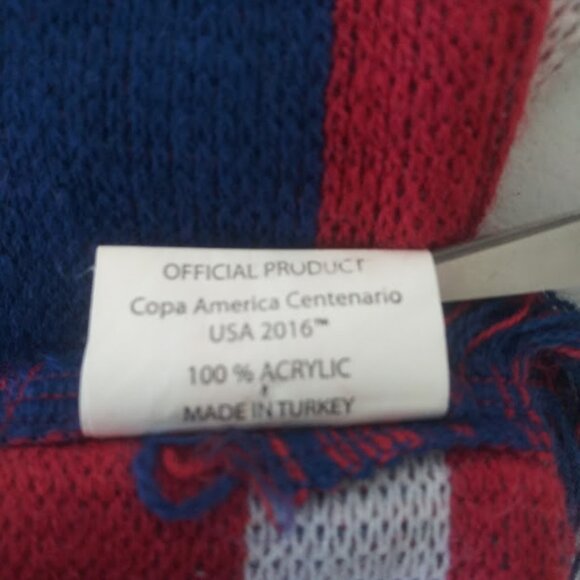 OFFICIAL PRODUCT
Copa America Centenario
USA 2016™
100 % ACRYLIC
MADE IN TURKEY